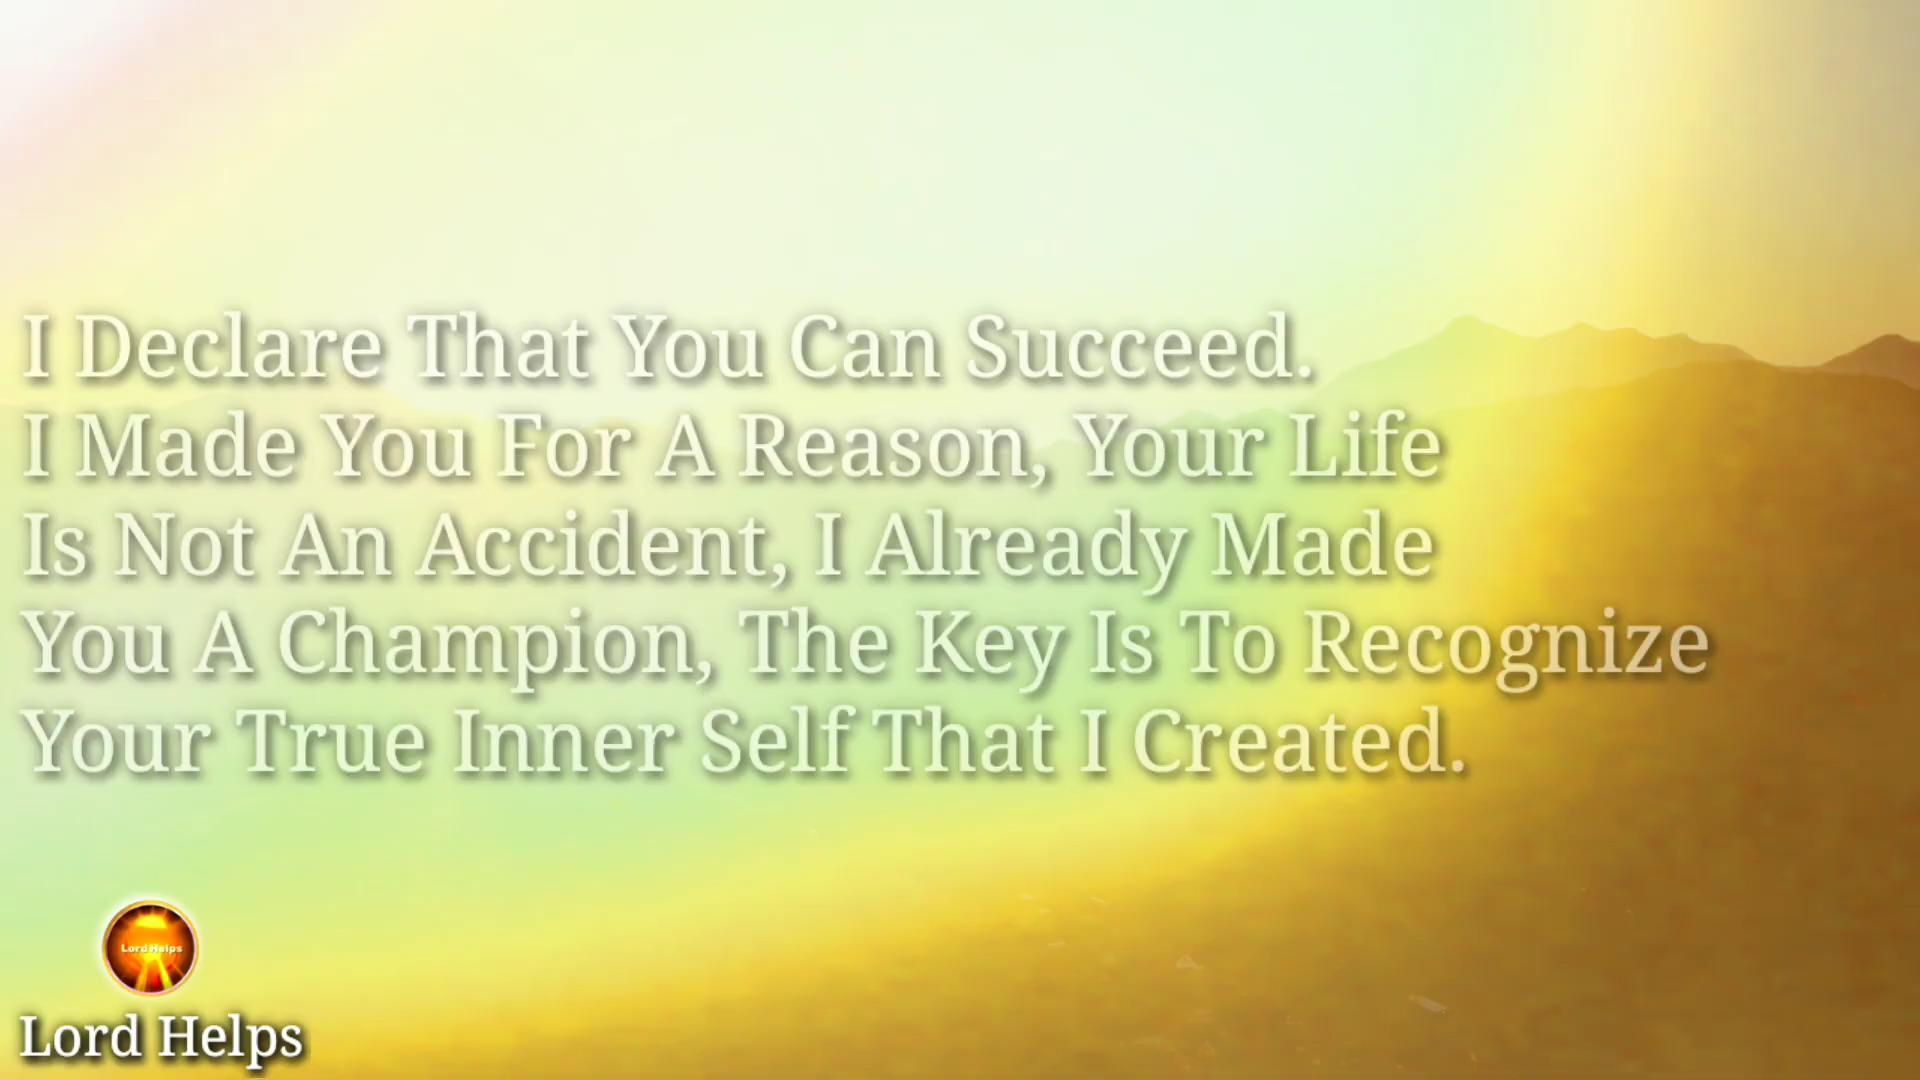 I Declare That You Can Succeed.
I Made You For A Reason, Your Life
Is Not An Accident, I Already Made
You A Champion, The Key Is To Recognize
Your True Inner Self That I Created.
Lord Helps
Lord Helps